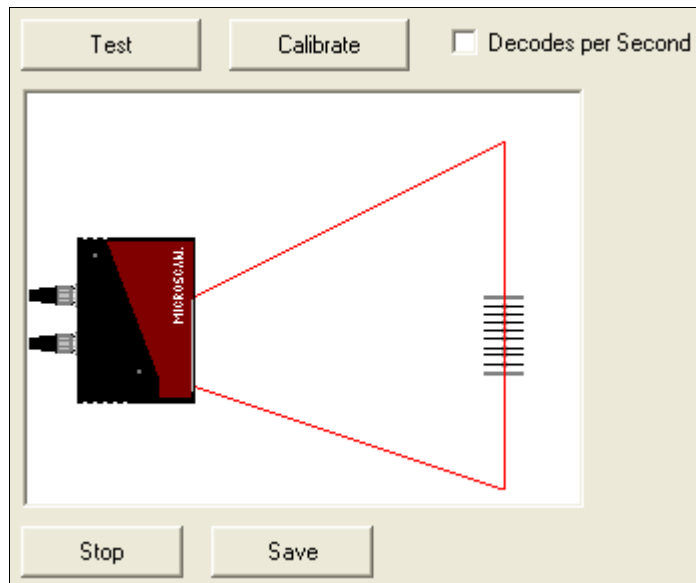 Test
Calibrate
Decodes per Second
MICROSCAN.
Stop
Save